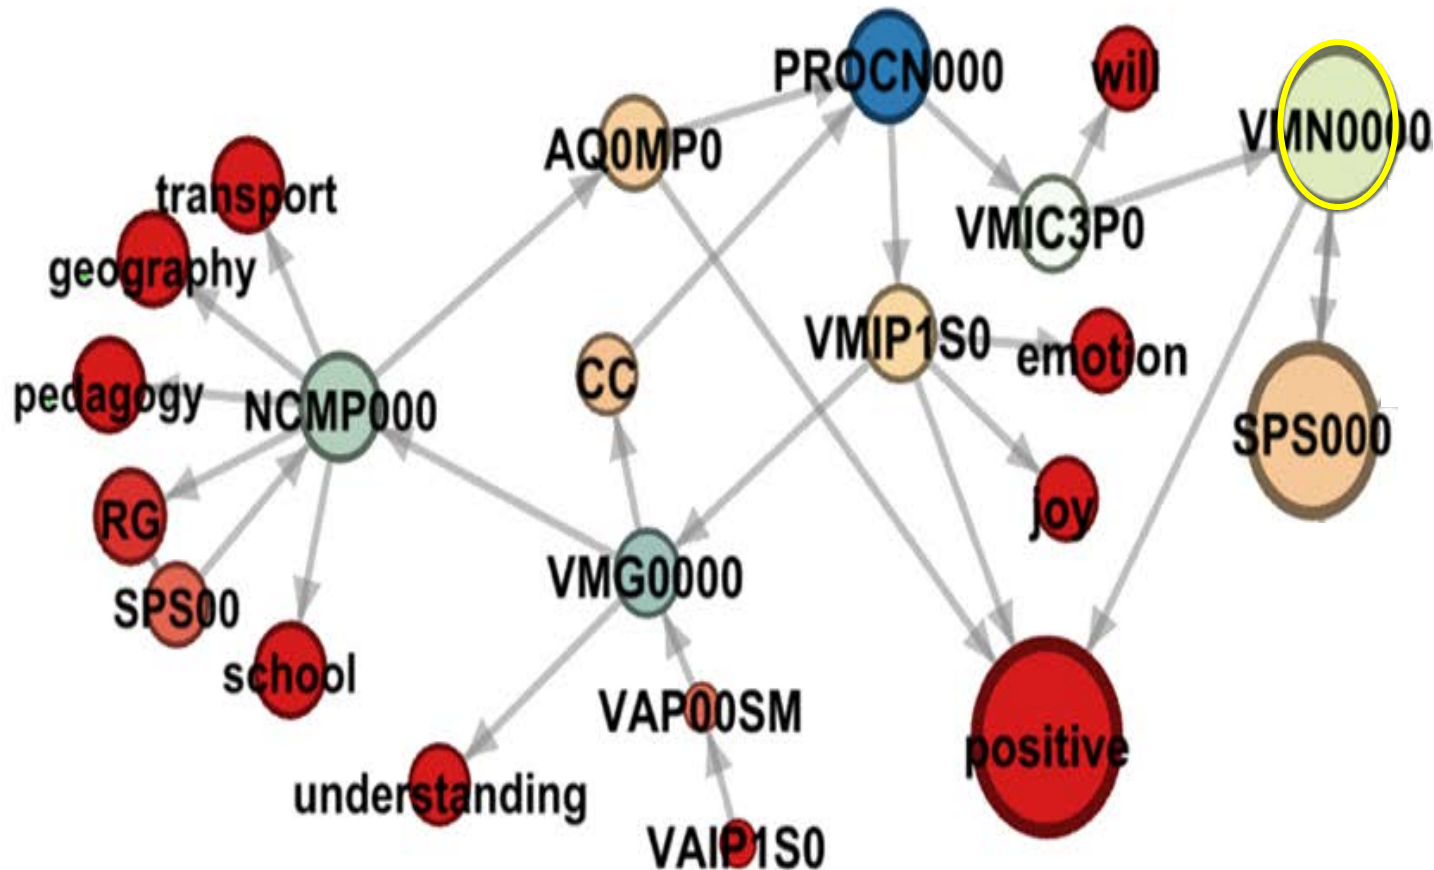 PROCN000
will
VMN0000
AQ0MP0
transport
VMIC3P0
geography
VMIP1S0
emotion
pedagogy
NCMP000
CC
SPS000
RG
joy
VMG0000
SPS00
school
VAP00SM
positive
understanding
VAIP1S0